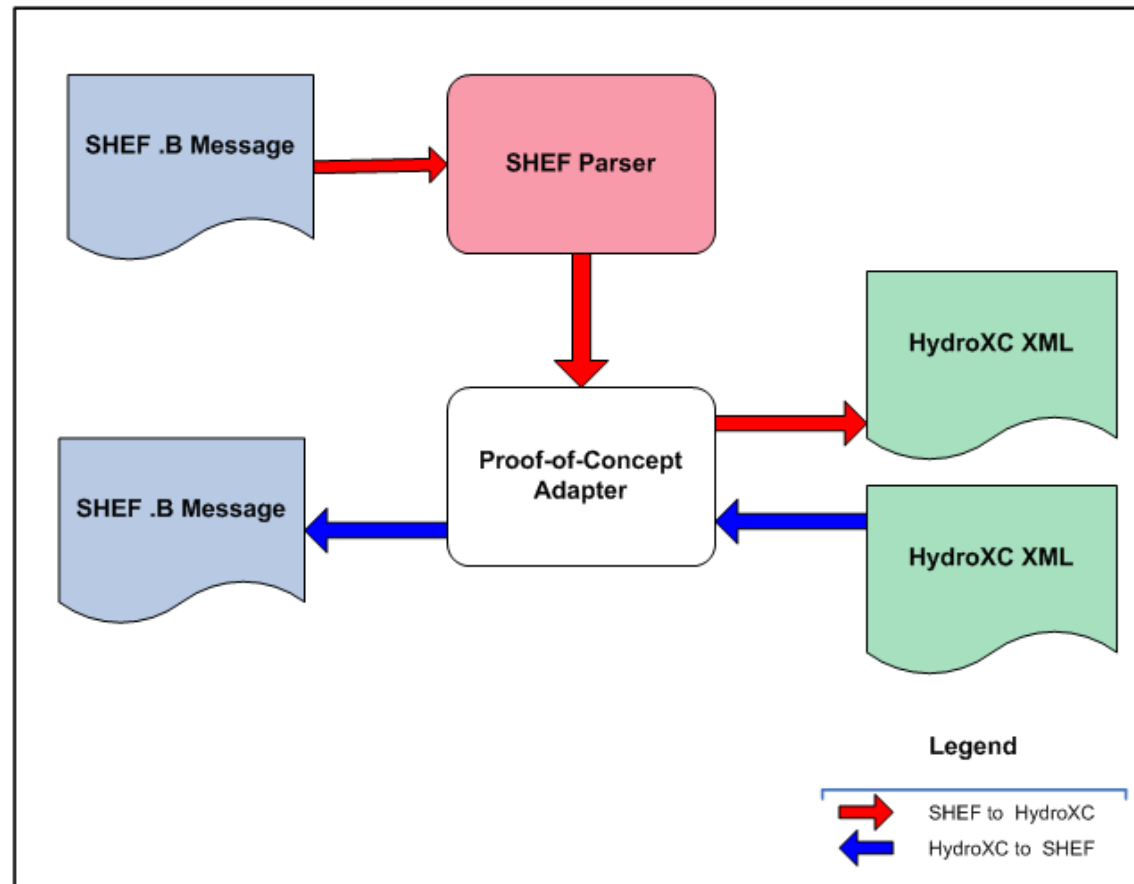 SHEF .B Message
SHEF Parser
HydroXC XML
Proof-of-Concept
Adapter
SHEF .B Message
HydroXC XML
Legend
SHEF to HydroXC
HydroXC to SHEF